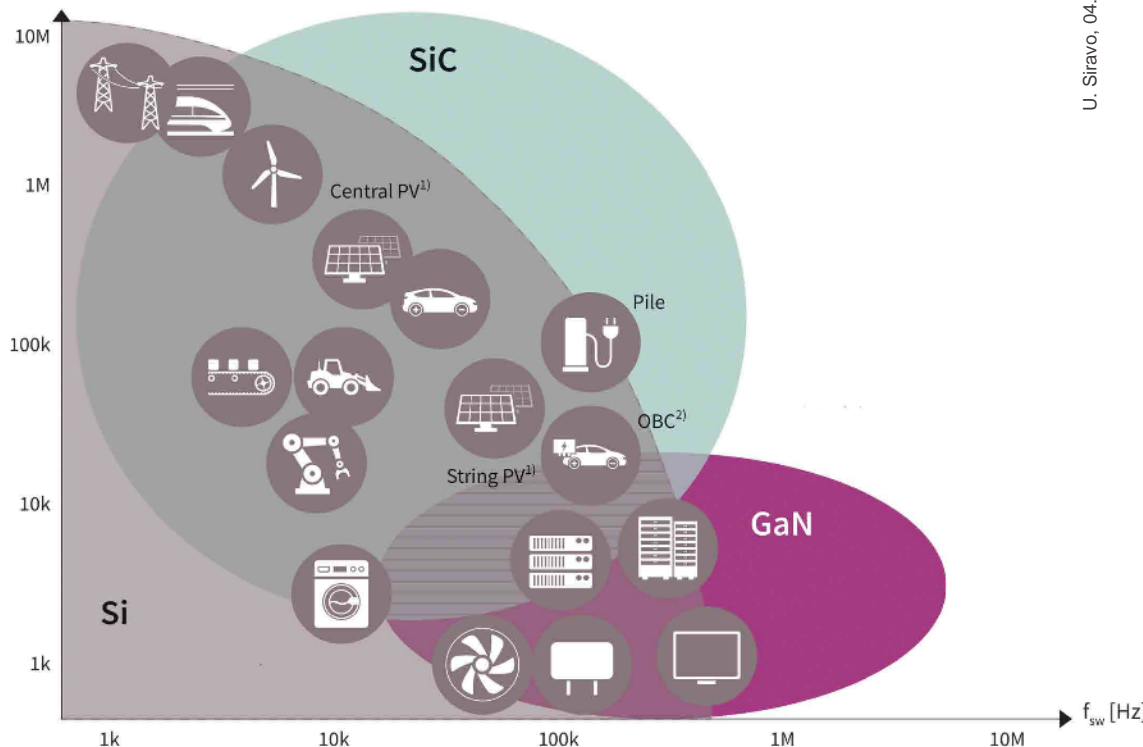 U. Siravo, 04.
10M
SiC
1M
Central PV1)
Pile
100k
OBC2)
String PV1)
10k
GaN
Si
1k
fsw [Hz]
1k
10k
100k
1M
10M